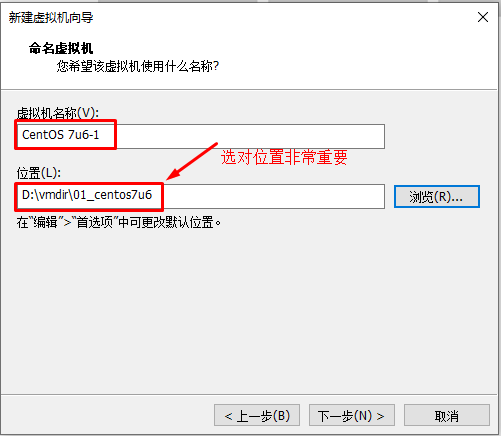 新建虚拟机向导
命名虚拟机
您希望该虚拟机使用什么名称?
虚拟机名称(V):
CentOS 7u6-1
选对位置非常重要
位置(L):
D:\vmdir\01_centos7u6
浏览(R)...
在“编辑”>“首选项”中可更改默认位置。
< 上一步(B)
下一步(N) >
取消